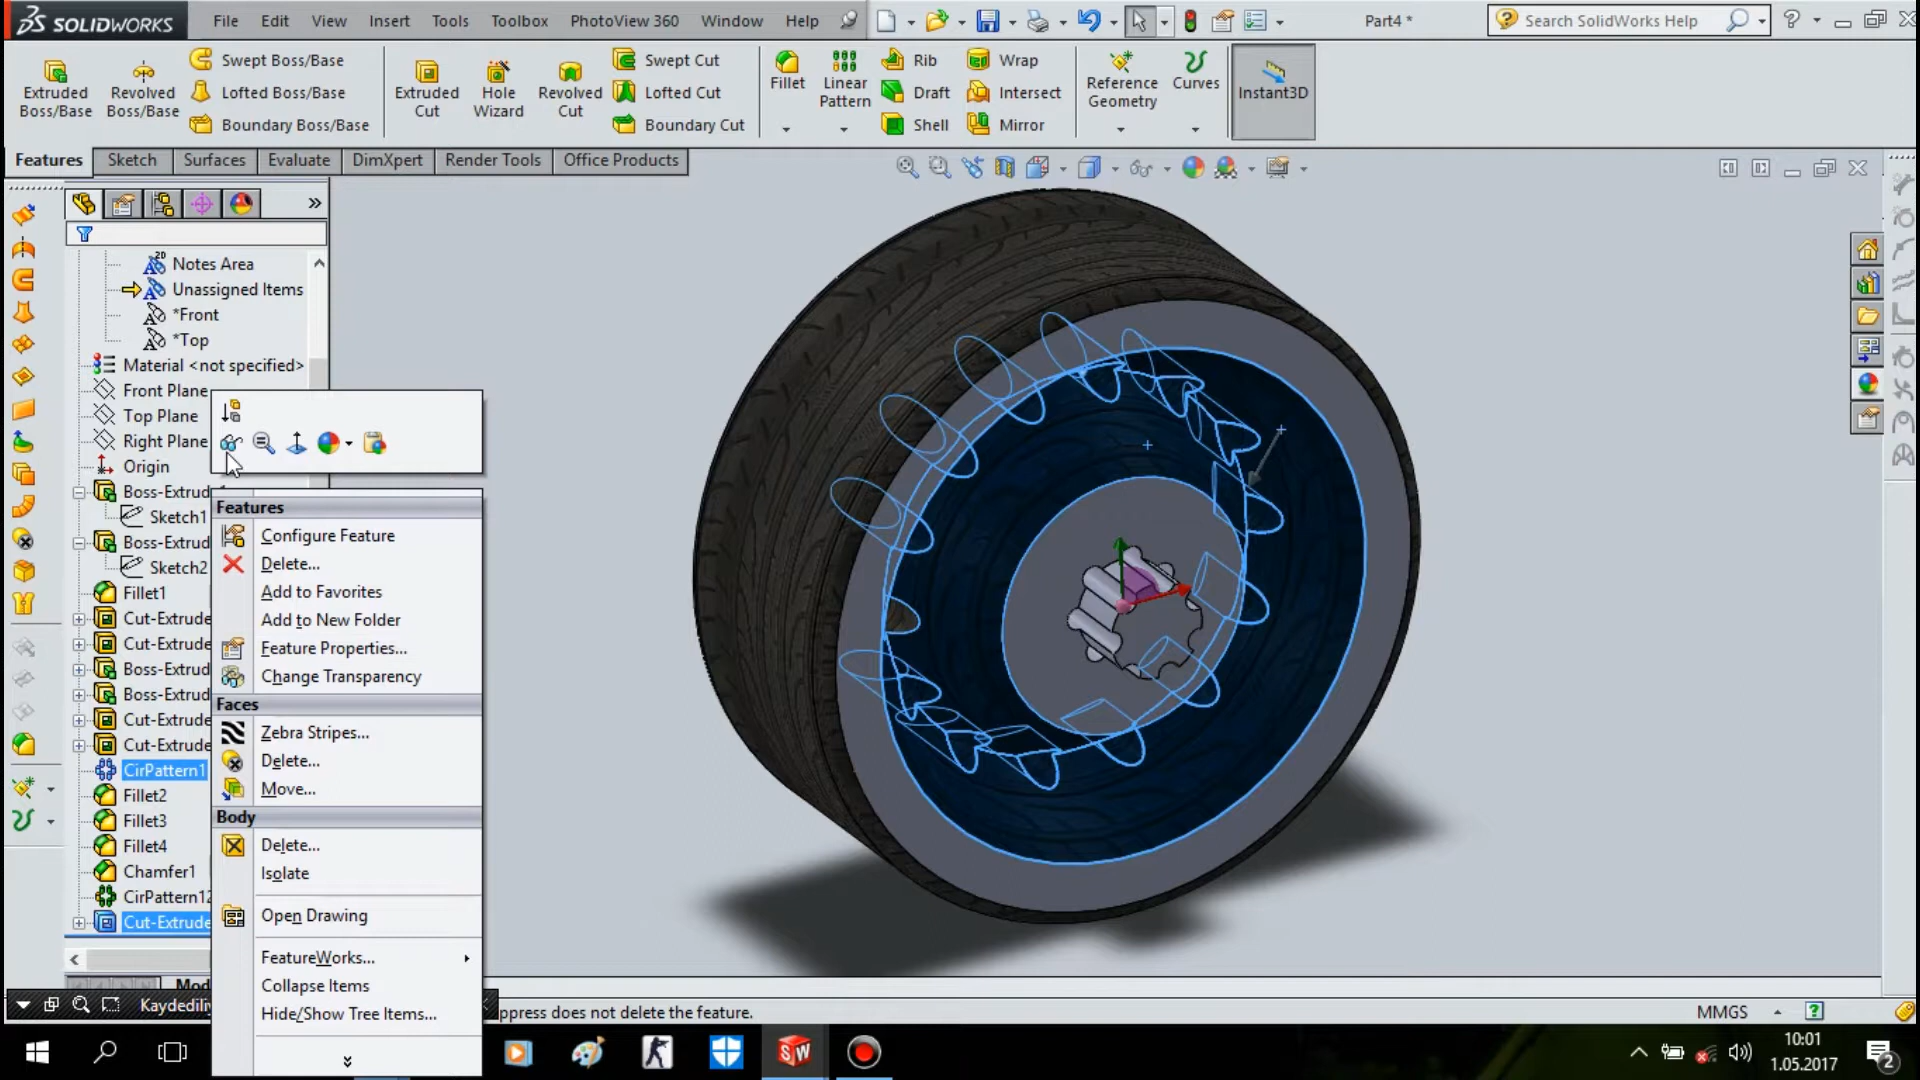 SOLIDWORKS File Edit View Insert Tools Toolbox PhotoView 360 Window Help Part4 * Search SolidWorks Help
Extruded Boss/Base
Revolved Boss/Base
Swept Boss/Base
Lofted Boss/Base
Boundary Boss/Base
Extruded Cut
Hole Wizard
Revolved Cut
Swept Cut
Lofted Cut
Boundary Cut
Fillet
Linear Pattern
Rib
Draft
Shell
Wrap
Intersect
Mirror
Reference Geometry
Curves
Instant3D
Features Sketch Surfaces Evaluate DimXpert Render Tools Office Products
Notes Area
Unassigned Items
*Front
*Top
Material <not specified>
Front Plane
Top Plane
Right Plane
Origin
Boss-Extrud
Sketch1
Boss-Extrud
Sketch2
Fillet1
Cut-Extrude
Cut-Extrude
Boss-Extrud
Boss-Extrud
Cut-Extrude
Cut-Extrude
CirPattern1
Fillet2
Fillet3
Fillet4
Chamfer1
CirPattern12
Cut-Extrude
Features
Configure Feature
Delete...
Add to Favorites
Add to New Folder
Feature Properties...
Change Transparency
Faces
Zebra Stripes...
Delete...
Move...
Body
Delete...
Isolate
Open Drawing
FeatureWorks...
Collapse Items
Hide/Show Tree Items...
Mod
Kaydediliy
ppress does not delete the feature.
MMGS
SW
10:01
1.05.2017
2